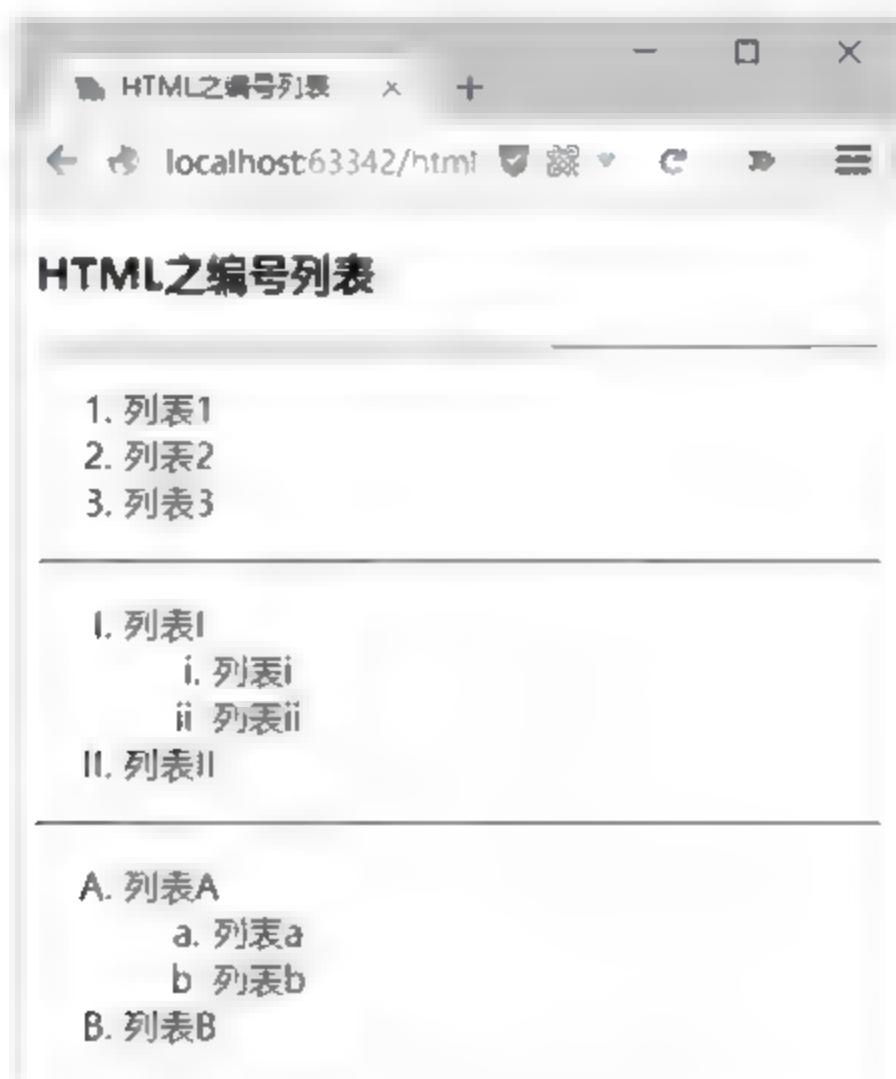 HTML之编号列表
localhost:63342/html
HTML之编号列表
1. 列表1
2. 列表2
3. 列表3
I. 列表I
i. 列表i
ii 列表ii
II. 列表II
A. 列表A
a. 列表a
b 列表b
B. 列表B